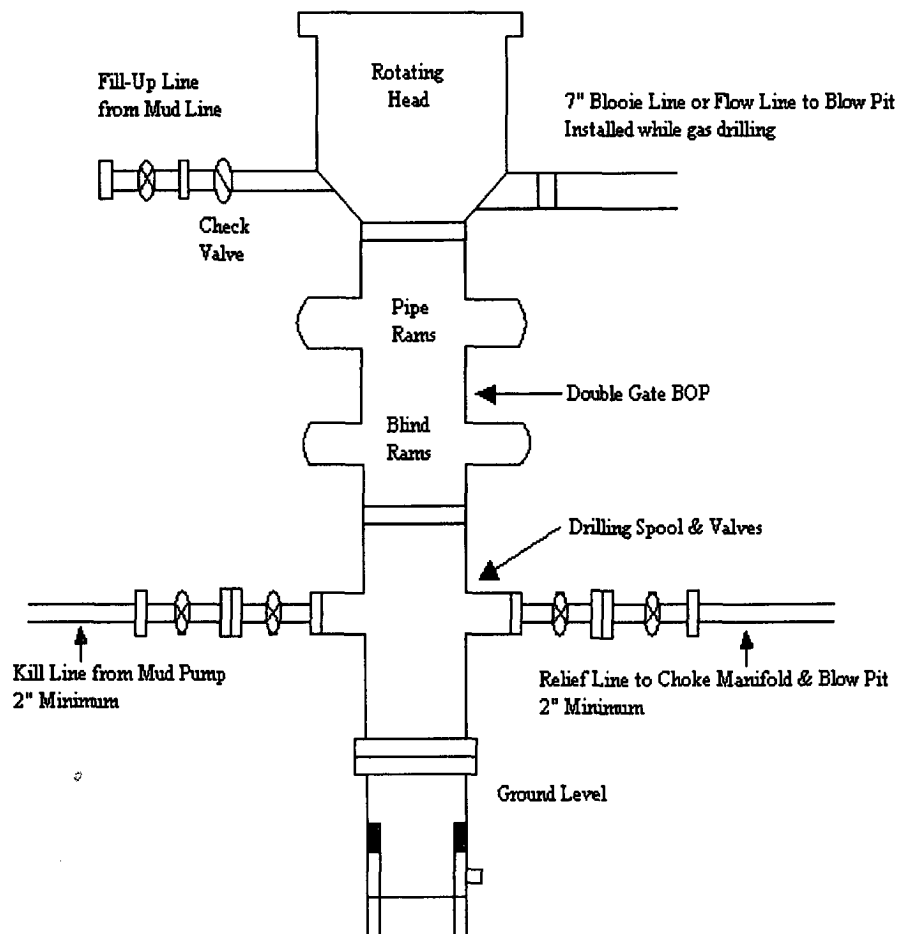 Rotating
Head
Fill-Up Line
from Mud Line
7" Blooie Line or Flow Line to Blow Pit
Installed while gas drilling
Check
Valve
Pipe
Rams
Double Gate BOP
Blind
Rams
Drilling Spool & Valves
Kill Line from Mud Pump
2" Minimum
Relief Line to Choke Manifold & Blow Pit
2" Minimum
Ground Level